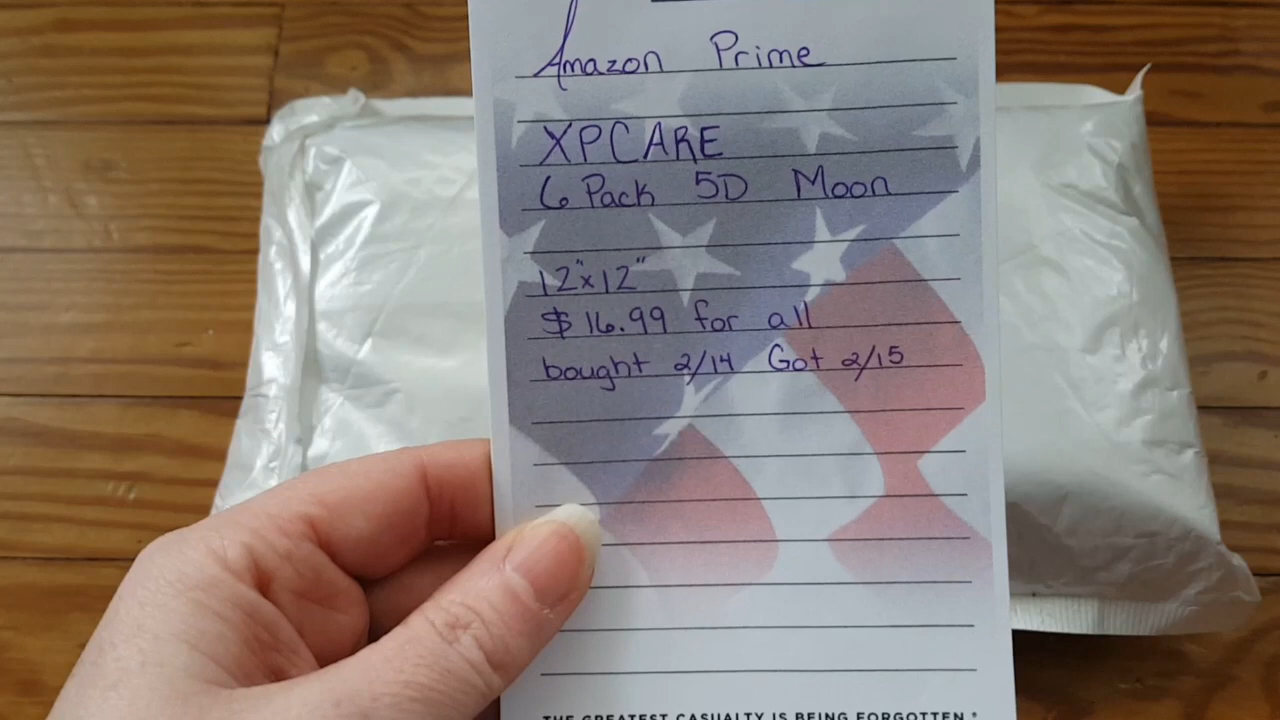 Amazon Prime
XPCARE
6 Pack 5D Moon
12"x12"
$16.99 for all
bought 2/14 Got 2/15
THE GREATEST CASUALTY IS BEING FORGOTTEN.®